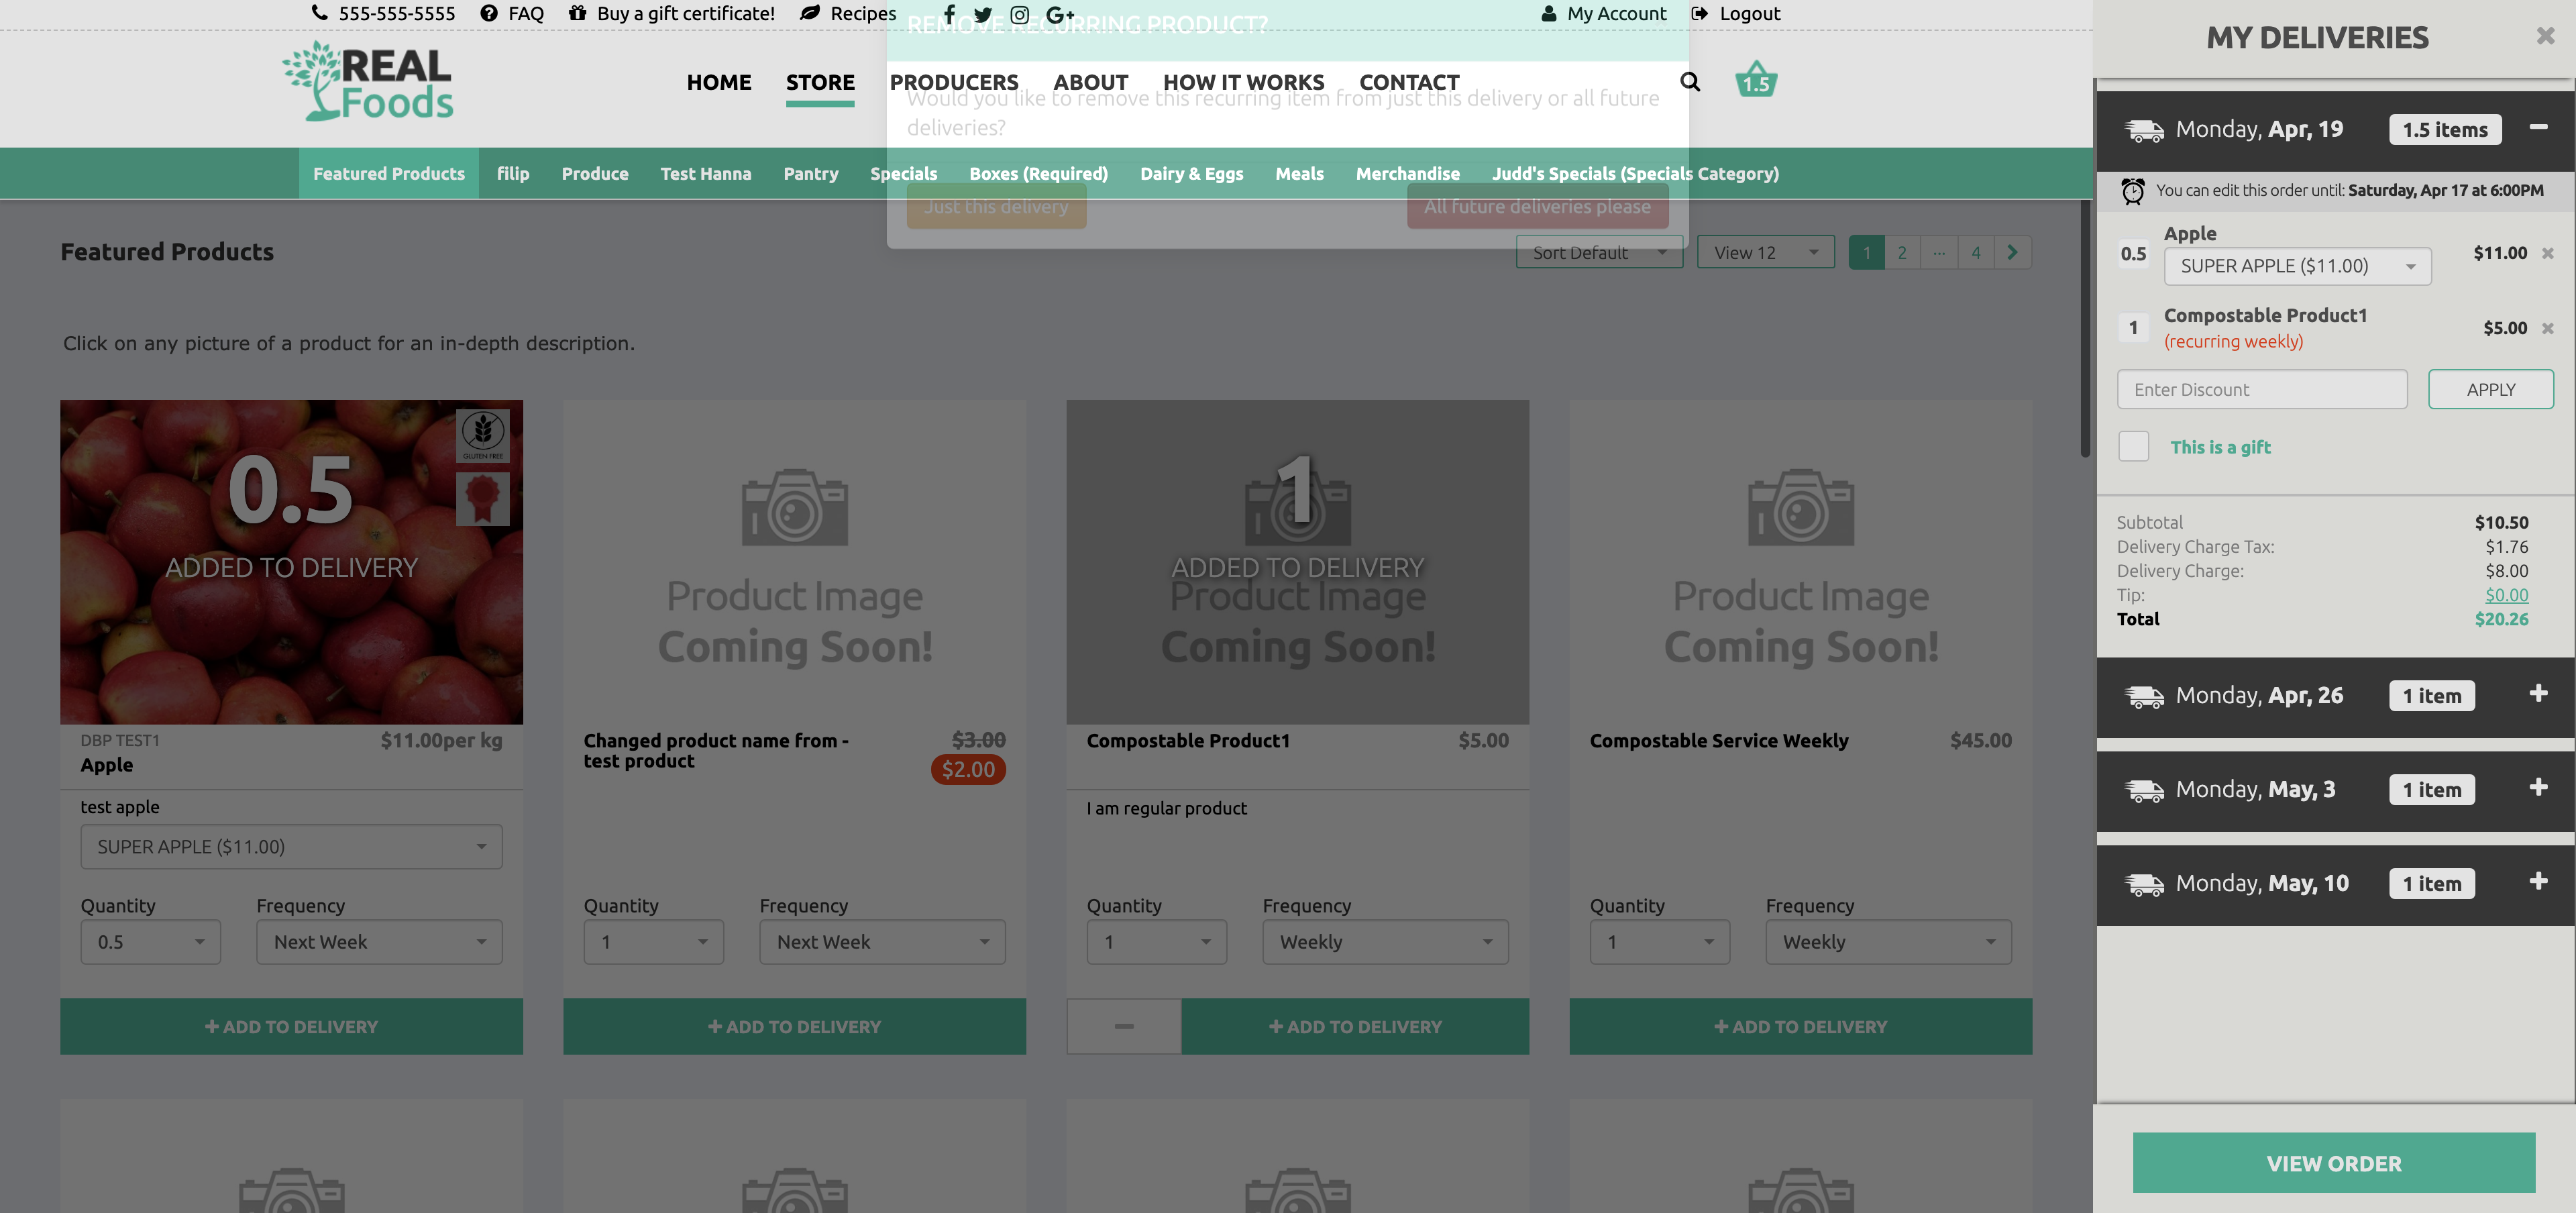 555-555-5555 FAQ Buy a gift certificate! Recipes G+ My Account Logout
REMOVE RECURRING PRODUCT?
REAL
Foods
HOME STORE PRODUCERS ABOUT HOW IT WORKS CONTACT 1.5
Would you like to remove this recurring item from just this delivery or all future
deliveries?
Featured Products filip Produce Test Hanna Pantry Specials Boxes (Required) Dairy & Eggs Meals Merchandise Judd's Specials (Specials Category)
Just this delivery All future deliveries please
Featured Products
Sort Default View 12 1 2 ... 4
Click on any picture of a product for an in-depth description.
GLUTEN FREE
0.5
ADDED TO DELIVERY
DBP TEST1 $11.00per kg
Apple
test apple
SUPER APPLE ($11.00)
Quantity Frequency
0.5 Next Week
+ ADD TO DELIVERY
Product Image
Coming Soon!
Changed product name from - $3.00
test product $2.00
Quantity Frequency
1 Next Week
+ ADD TO DELIVERY
1
ADDED TO DELIVERY
Product Image
Coming Soon!
Compostable Product1 $5.00
I am regular product
Quantity Frequency
1 Weekly
+ ADD TO DELIVERY
Product Image
Coming Soon!
Compostable Service Weekly $45.00
Quantity Frequency
1 Weekly
+ ADD TO DELIVERY
MY DELIVERIES
Monday, Apr, 19 1.5 items
You can edit this order until: Saturday, Apr 17 at 6:00PM
Apple
0.5 SUPER APPLE ($11.00) $11.00
Compostable Product1
1 $5.00
(recurring weekly)
Enter Discount APPLY
This is a gift
Subtotal $10.50
Delivery Charge Tax: $1.76
Delivery Charge: $8.00
Tip: $0.00
Total $20.26
Monday, Apr, 26 1 item
Monday, May, 3 1 item
Monday, May, 10 1 item
VIEW ORDER